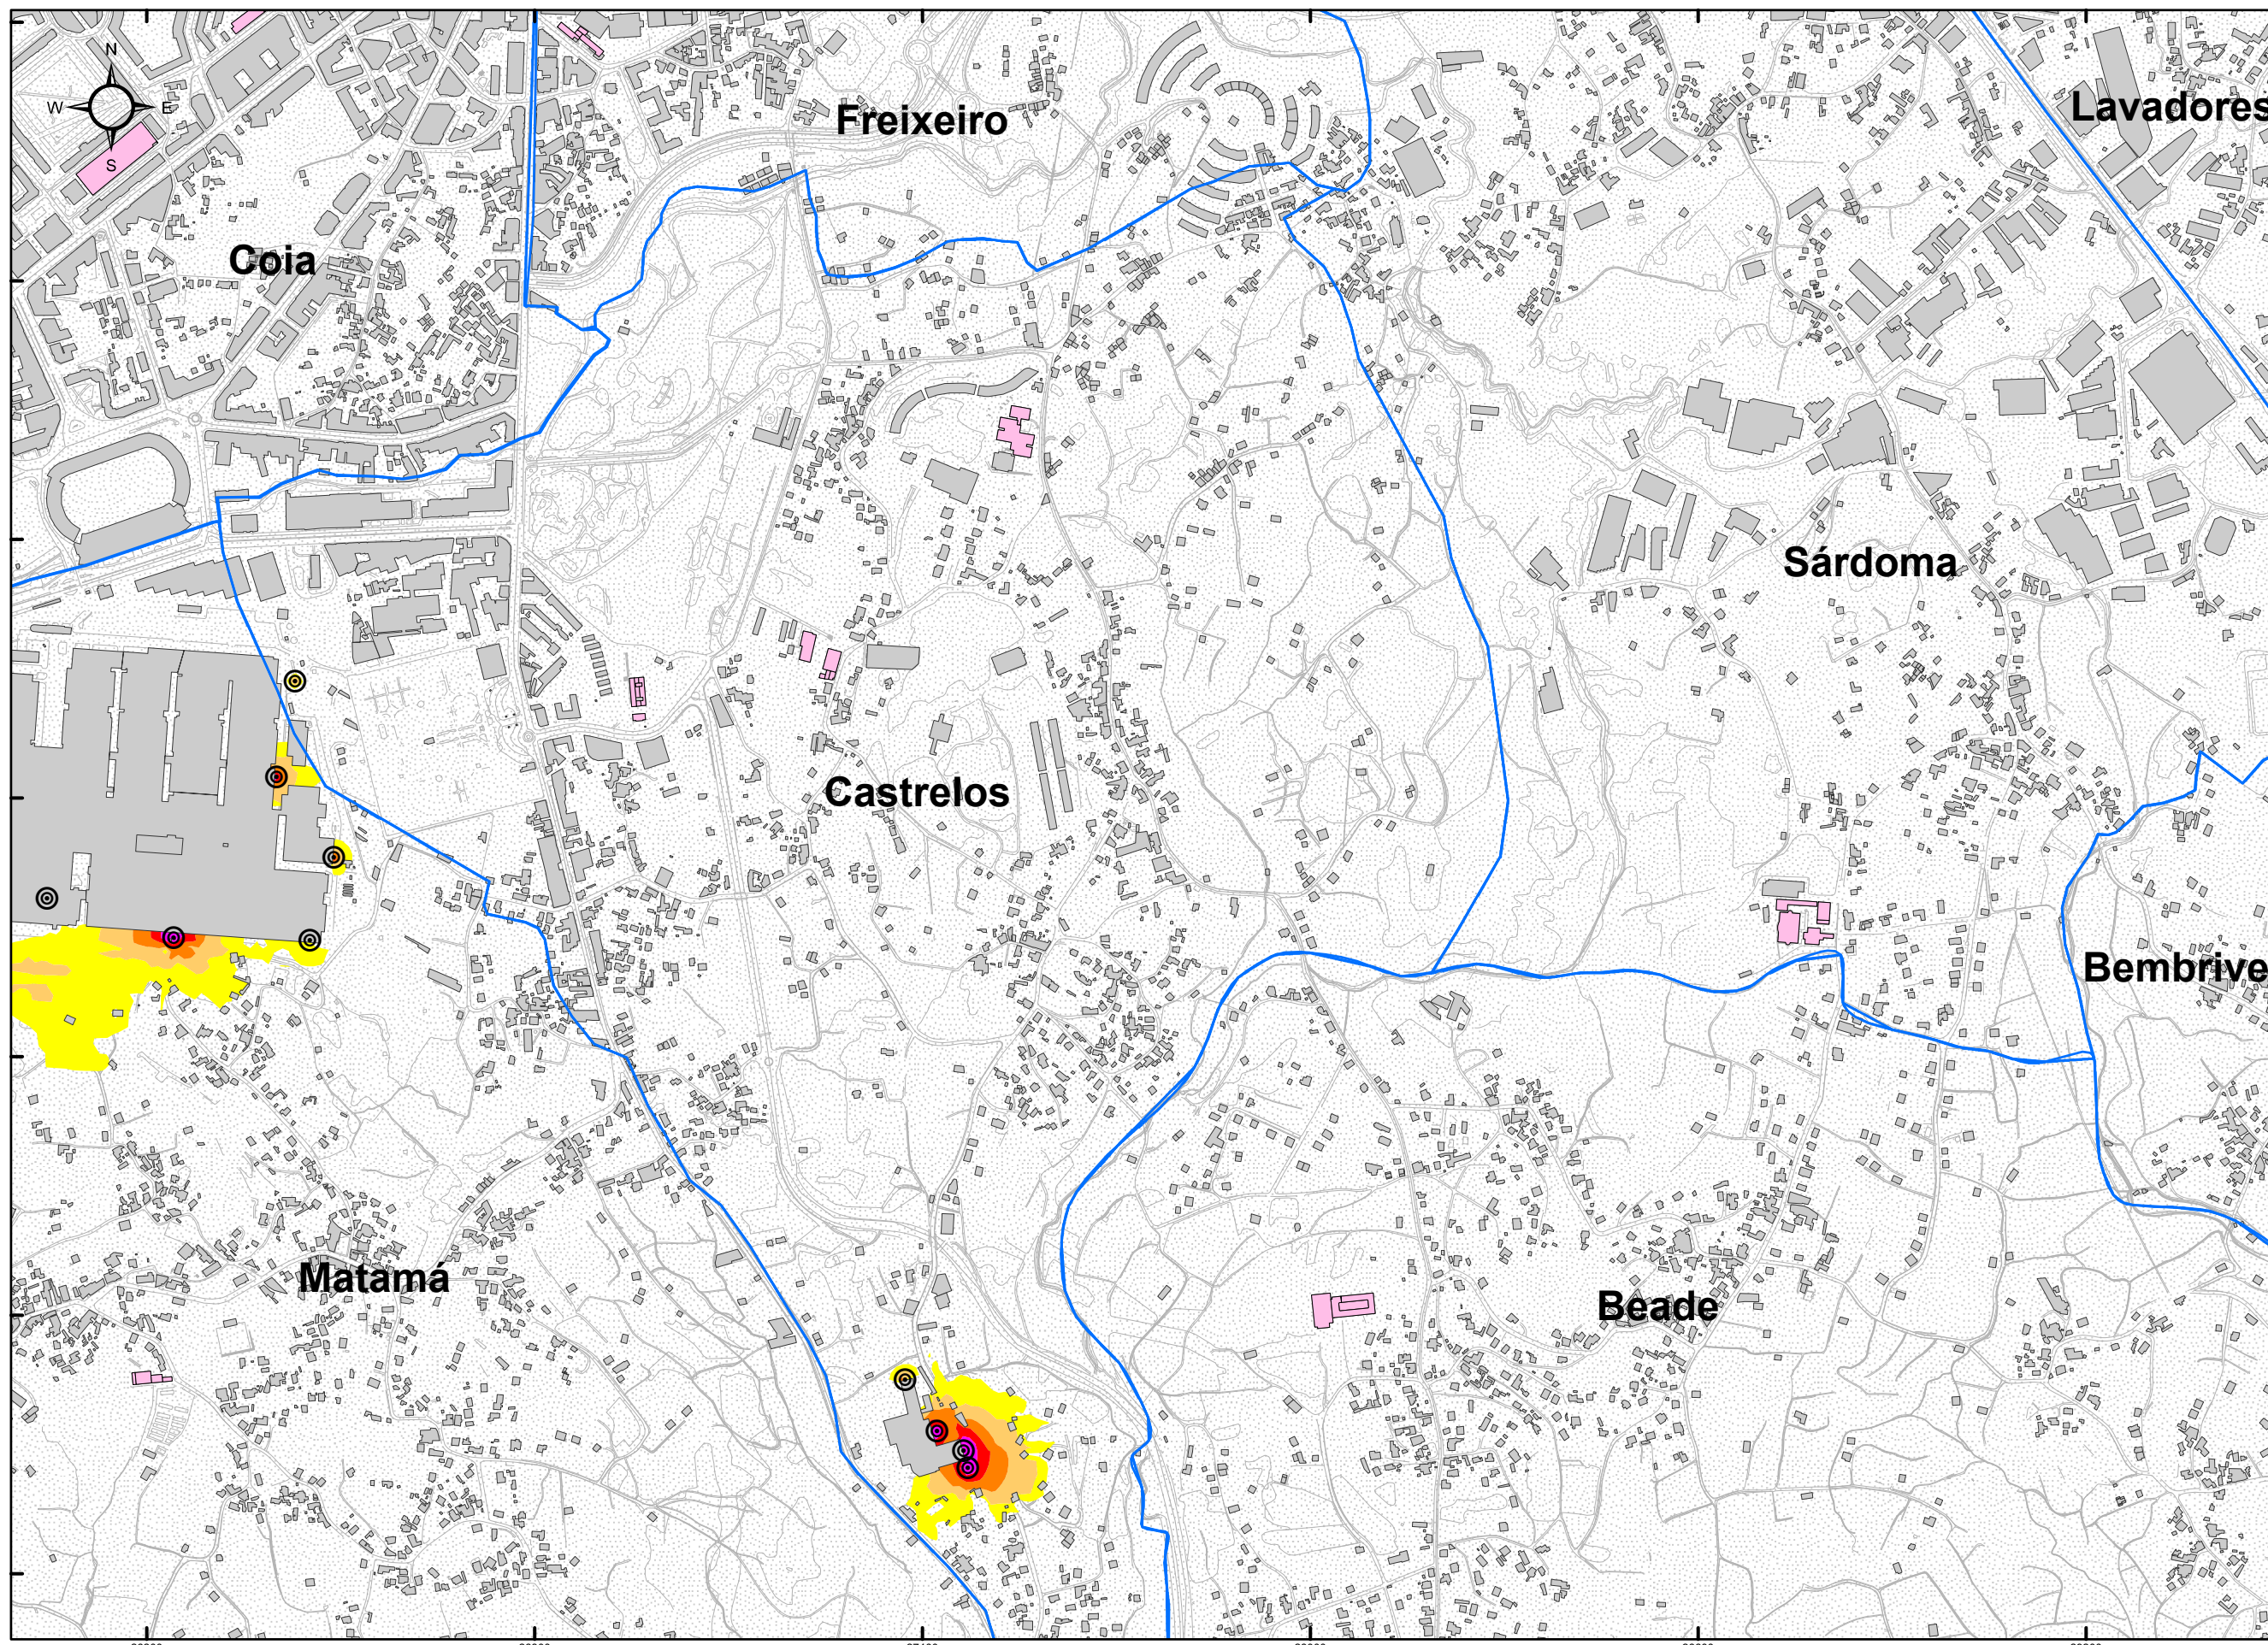 N
W E
S
Freixeiro
Lavadores
Coia
Sárdoma
Castrelos
Bembrive
Matamá
Beade